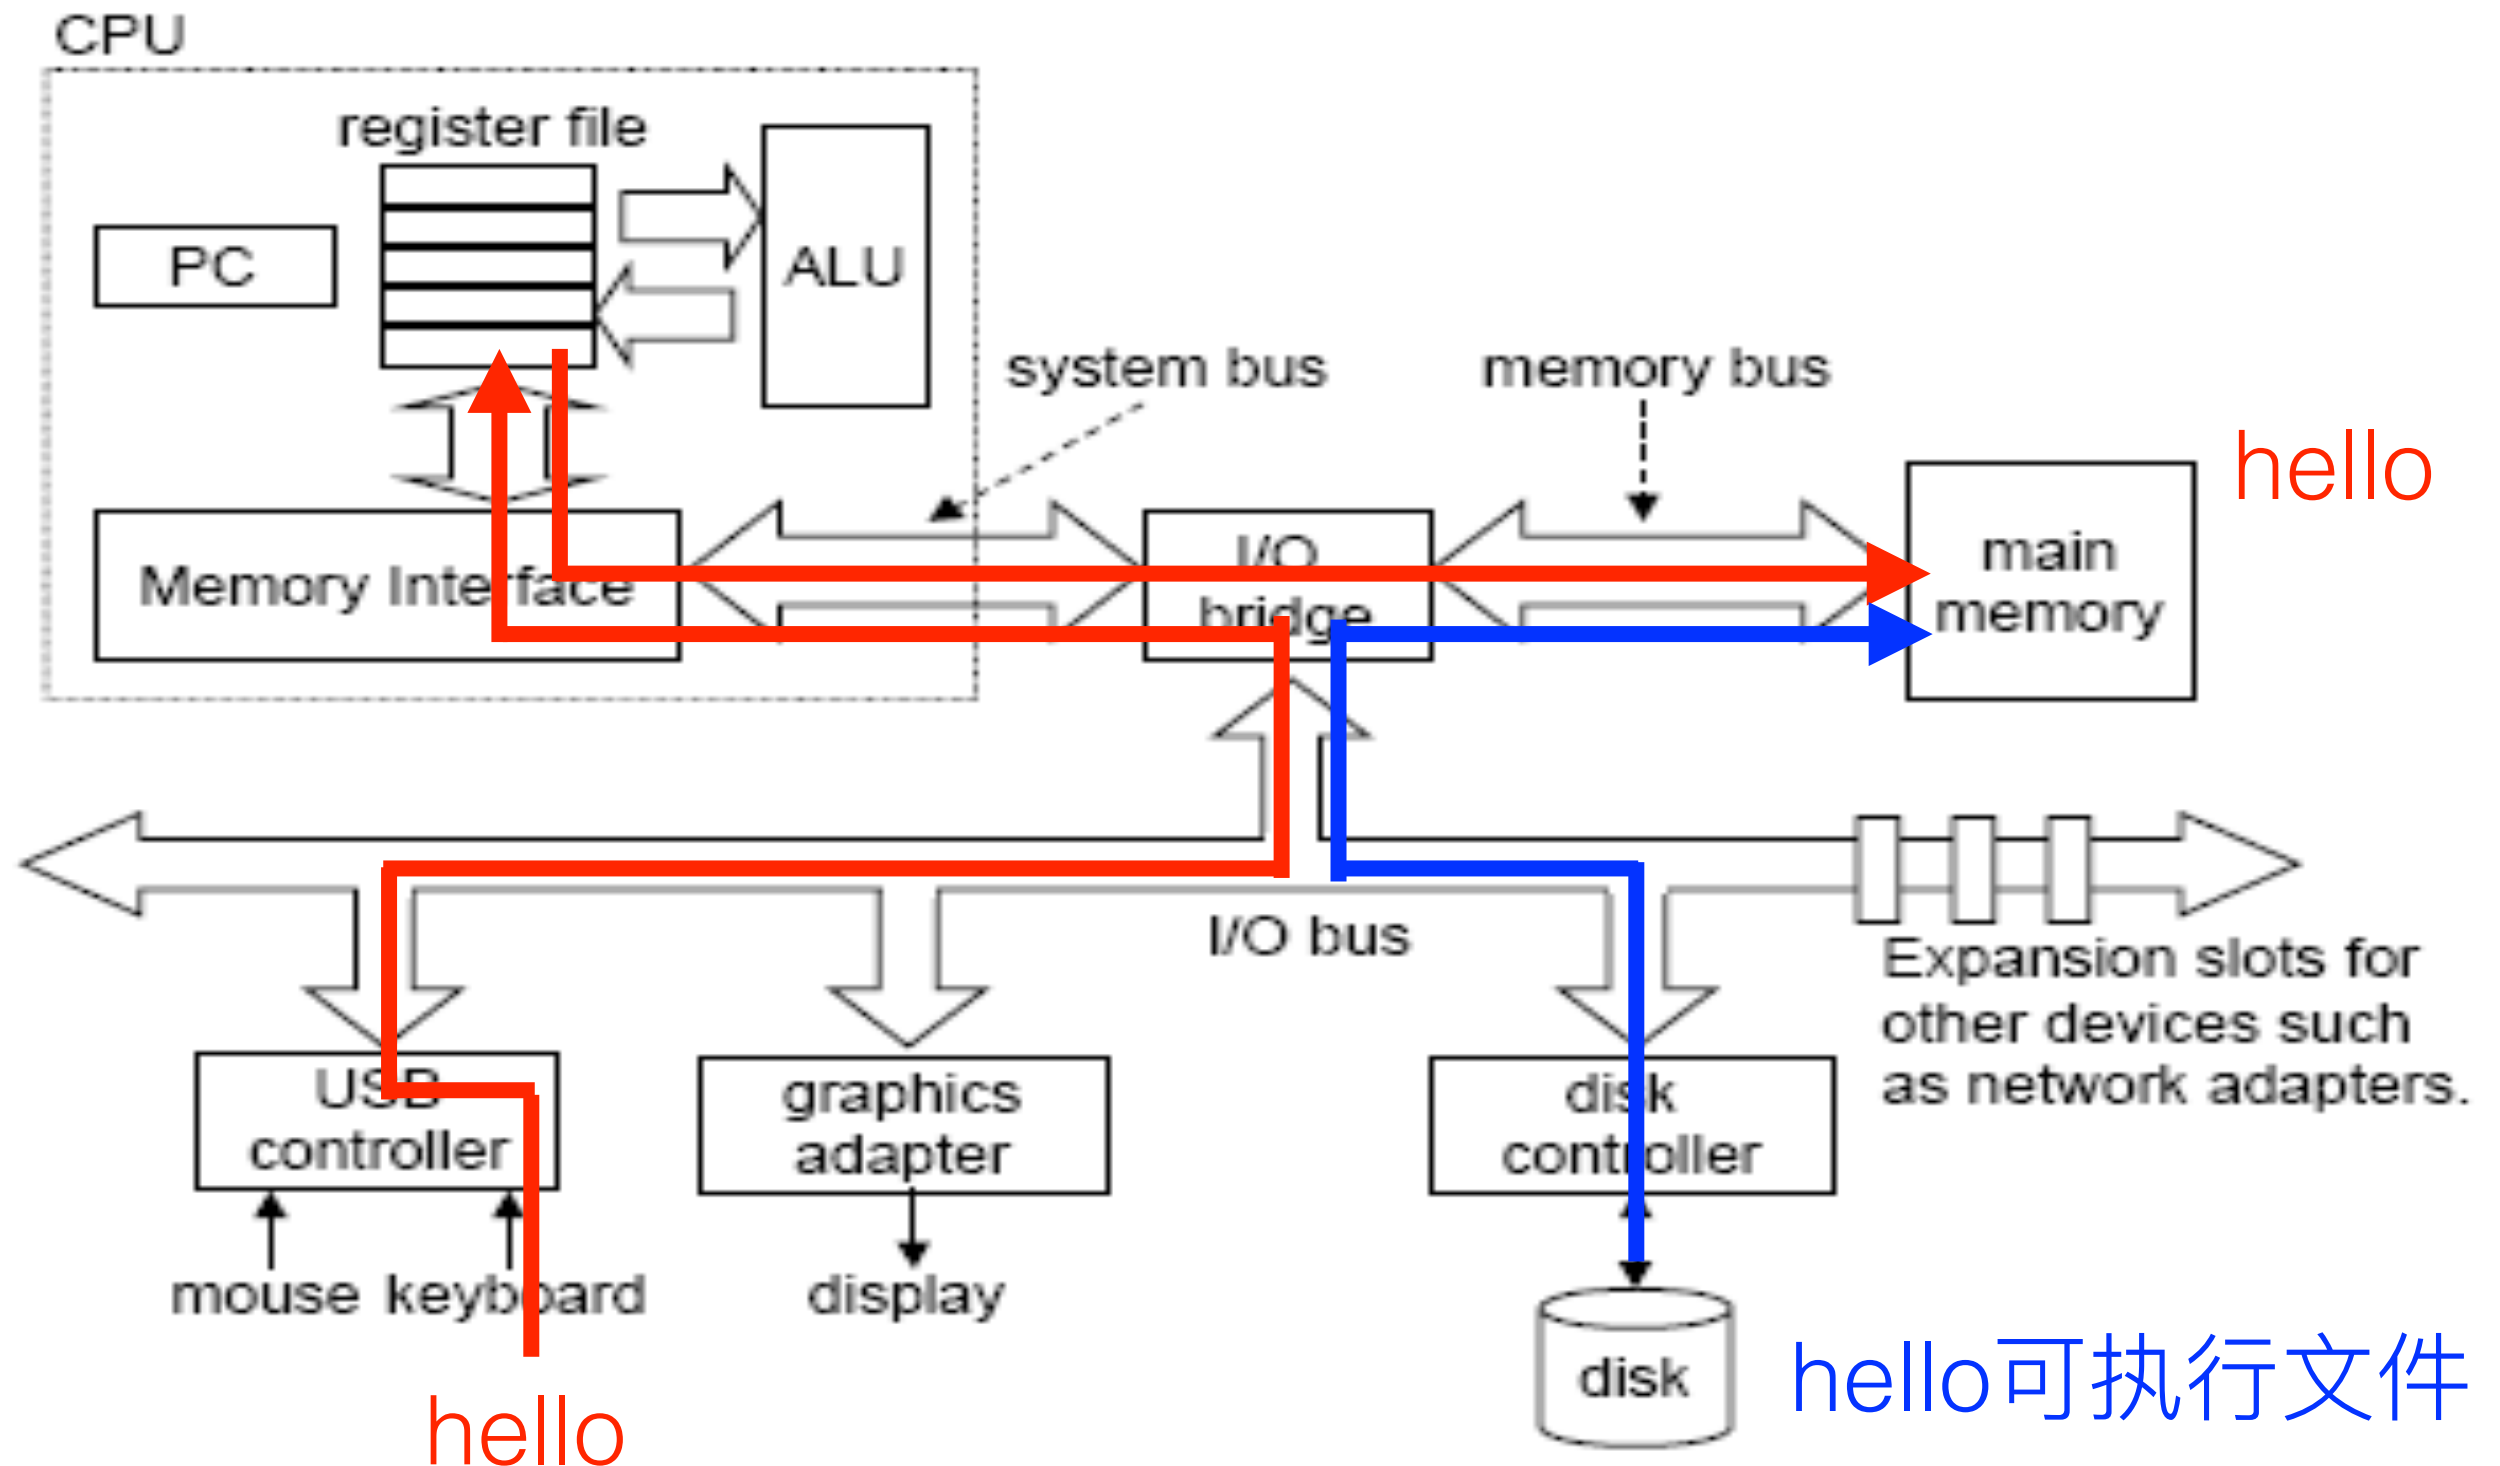 CPU
register file
PC
ALU
system bus
memory bus
hello
Memory Interface
I/O
bridge
main
memory
I/O bus
Expansion slots for
other devices such
as network adapters.
USB
controller
graphics
adapter
disk
controller
mouse
keyboard
display
disk
hello可执行文件
hello